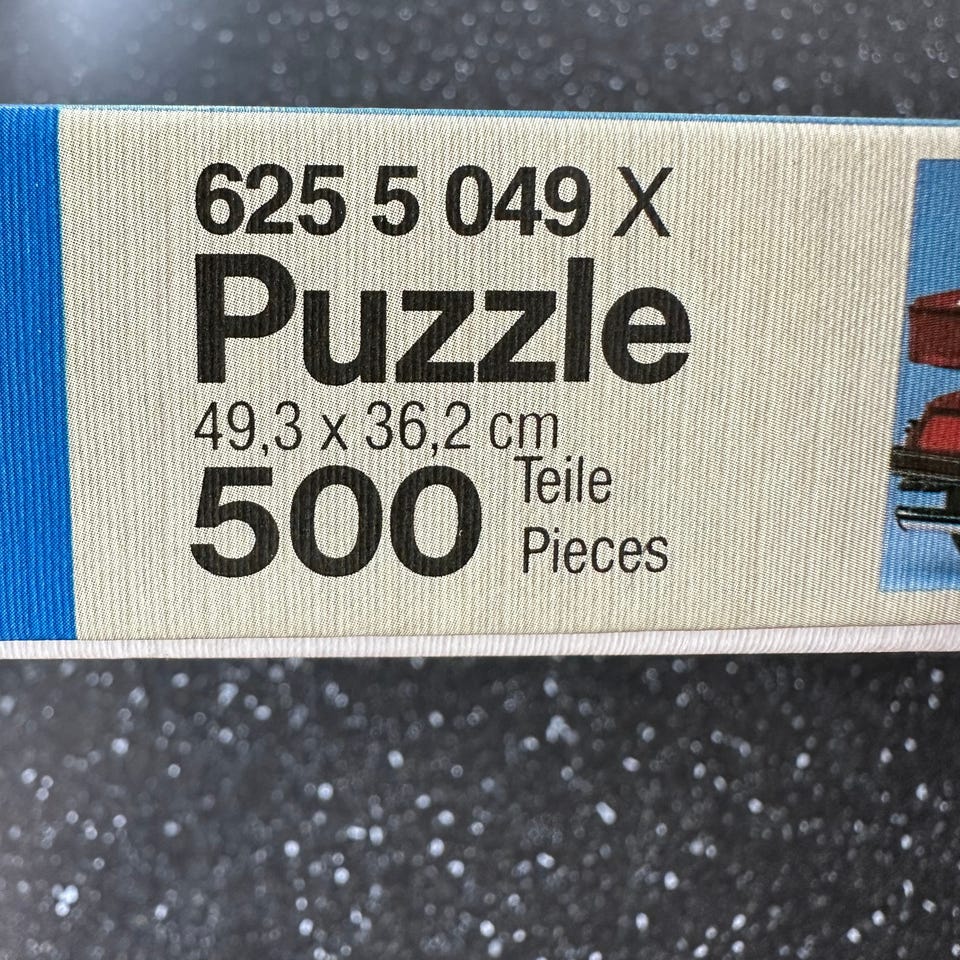 625 5 049 X
Puzzle
49,3 x 36,2 cm
500 Teile
Pieces